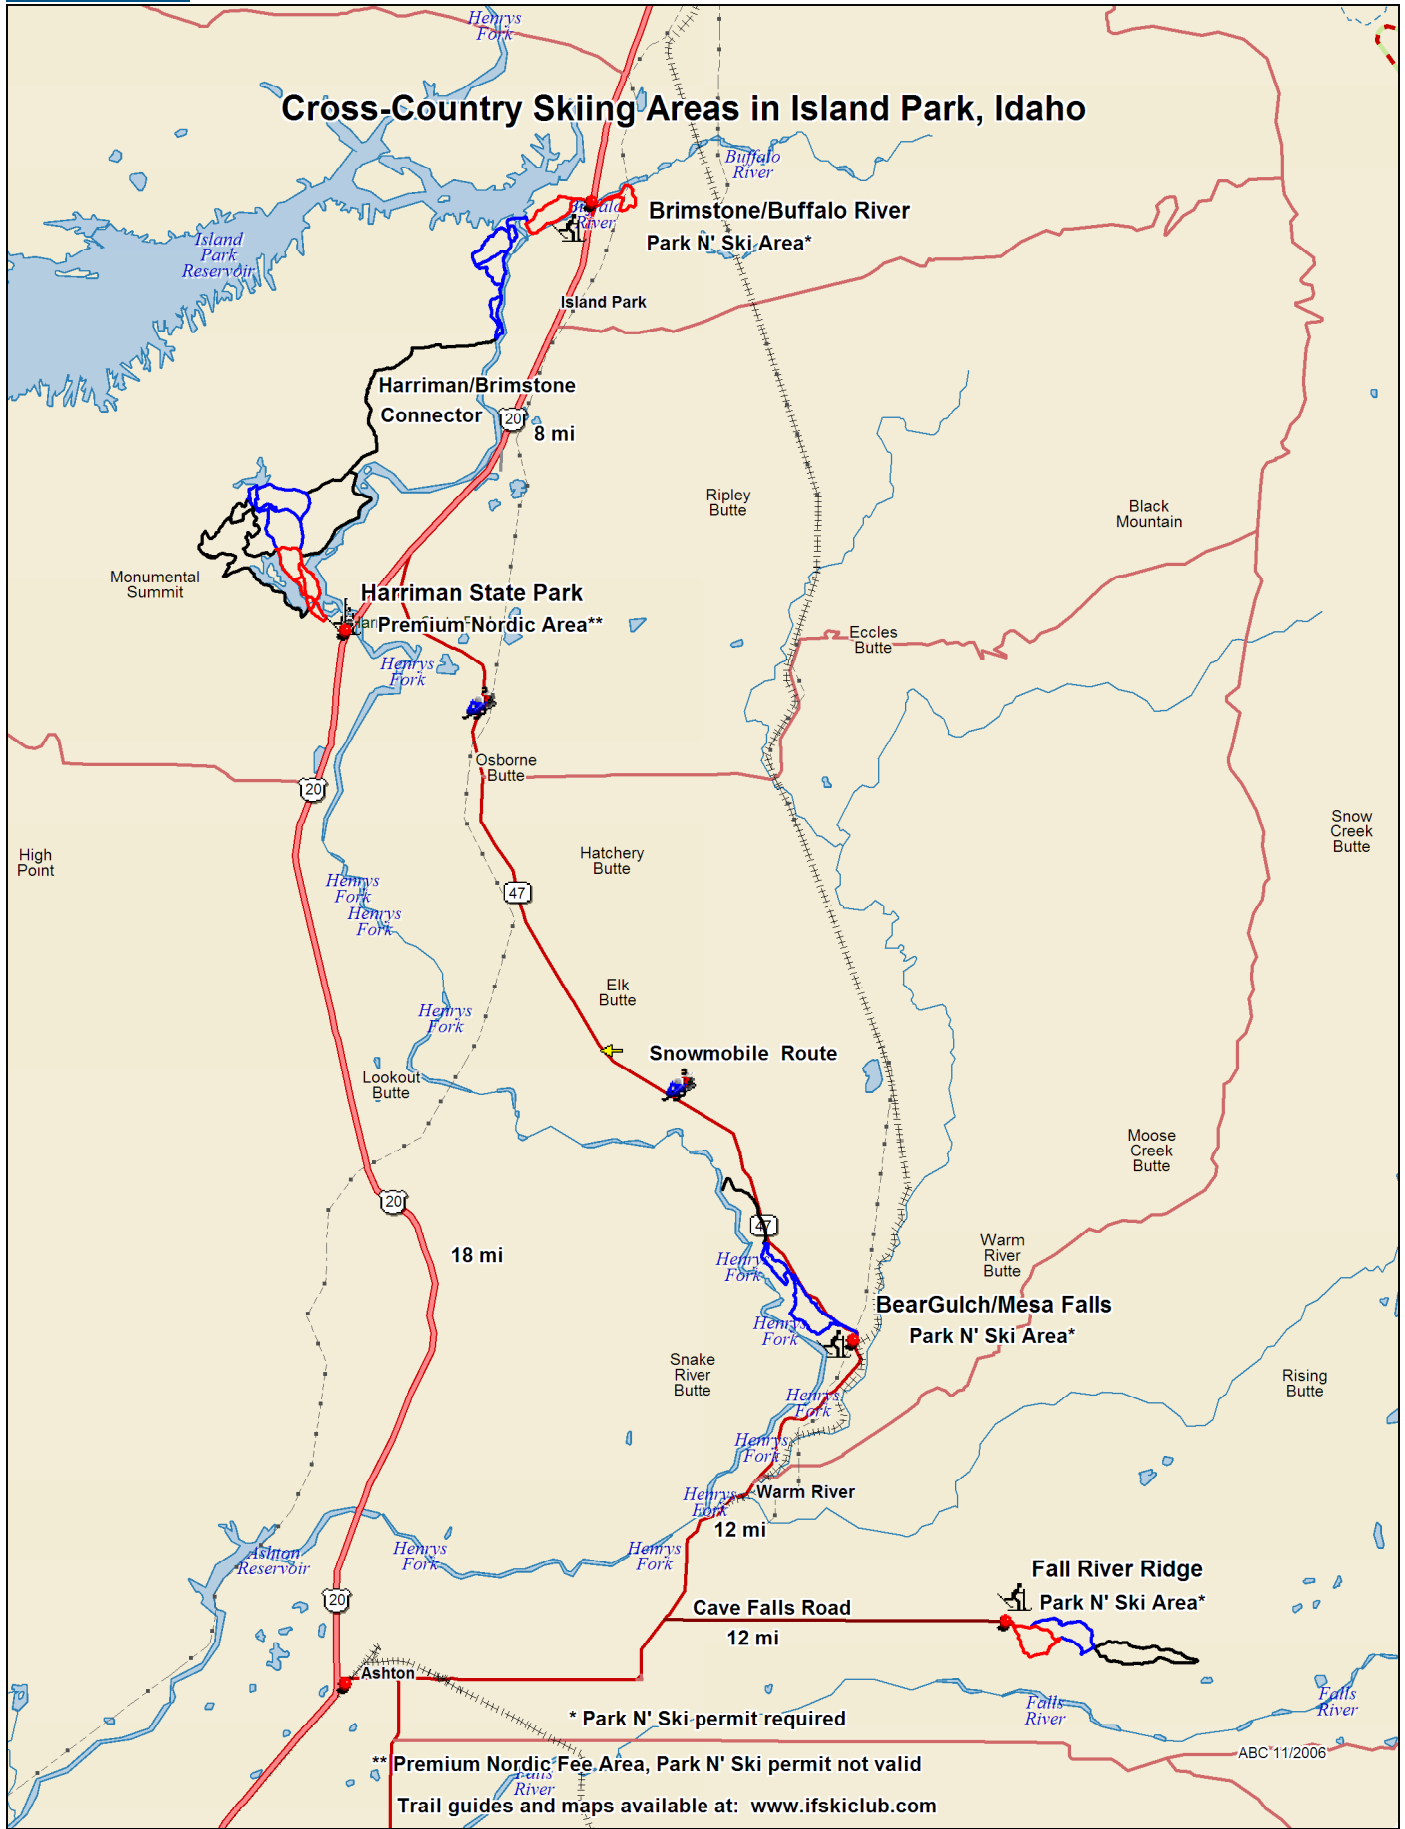 Henrys
Fork
Cross-Country Skiing Areas in Island Park, Idaho
Buffalo
River
Brimstone/Buffalo River
Park N' Ski Area*
River
Island
Park
Reservoir
Island Park
Harriman/Brimstone
Connector
20
8 mi
Ripley
Butte
Black
Mountain
Monumental
Summit
Harriman State Park
Premium Nordic Area**
Eccles
Butte
Henrys
Fork
Osborne
Butte
20
Snow
Creek
Butte
High
Point
Hatchery
Butte
Henrys
Fork
47
Henrys
Fork
Elk
Butte
Henrys
Fork
Snowmobile Route
Lookout
Butte
Moose
Creek
Butte
20
47
18 mi
Henrys
Fork
Warm
River
Butte
BearGulch/Mesa Falls
Park N' Ski Area*
Henrys
Fork
Snake
River
Butte
Rising
Butte
Henrys
Fork
Henrys
Fork
Warm River
Henrys
Fork
12 mi
Ashton
Reservoir
Henrys
Fork
Henrys
Fork
Fall River Ridge
Park N' Ski Area*
20
Cave Falls Road
12 mi
Ashton
Falls
River
Falls
River
* Park N' Ski permit required
ABC 11/2006
** Premium Nordic Fee Area, Park N' Ski permit not valid
Falls
River
Trail guides and maps available at: www.ifskiclub.com